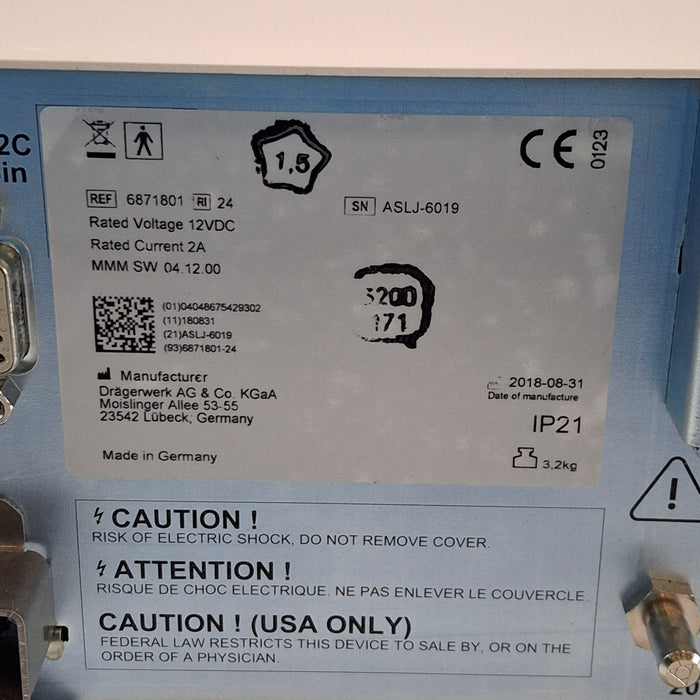 2C
in
1,5
CE 0123
REF 6871801 RI 24
SN ASLJ-6019
Rated Voltage 12VDC
Rated Current 2A
MMM SW 04.12.00
(01)04048675429302
(11)180831
(21)ASLJ-6019
(93)6871801-24
200
171
Manufacturer
Drägerwerk AG & Co. KGaA
Moislinger Allee 53-55
23542 Lübeck, Germany
2018-08-31
Date of manufacture
IP21
Made in Germany
3,2kg
CAUTION !
RISK OF ELECTRIC SHOCK, DO NOT REMOVE COVER.
ATTENTION !
RISQUE DE CHOC ELECTRIQUE. NE PAS ENLEVER LE COUVERCLE.
CAUTION ! (USA ONLY)
FEDERAL LAW RESTRICTS THIS DEVICE TO SALE BY, OR ON THE
ORDER OF A PHYSICIAN.